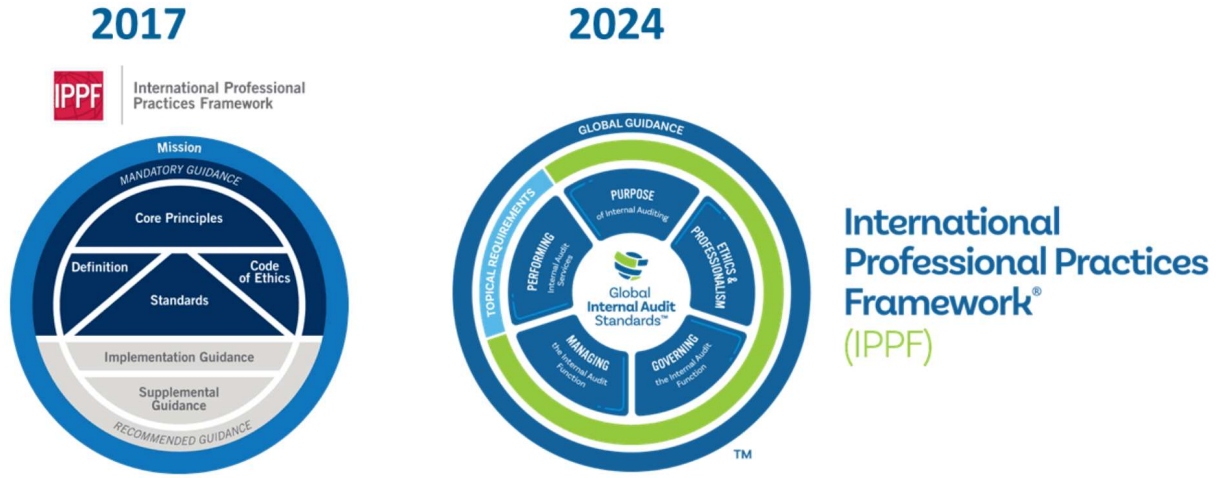 2017
IPPF
International Professional
Practices Framework
Mission
MANDATORY GUIDANCE
Core Principles
Definition
Code
of Ethics
Standards
Implementation Guidance
Supplemental
Guidance
RECOMMENDED GUIDANCE
2024
GLOBAL GUIDANCE
TOPICAL REQUIREMENTS
PURPOSE
of Internal Auditing
ETHICS &
PROFESSIONALISM
GOVERNING
the Internal Audit
Function
MANAGING
the Internal Audit
Function
PERFORMING
Internal Audit
Services
Global
Internal Audit
Standards™
TM
International
Professional Practices
Framework®
(IPPF)